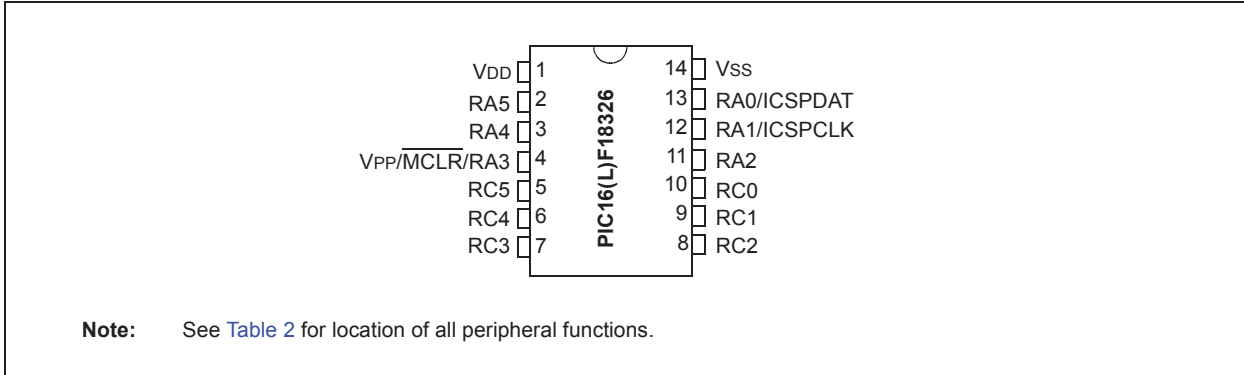 VDD 1 14 VSS
RA5 2 13 RA0/ICSPDAT
RA4 3 12 RA1/ICSPCLK
VPP/MCLR/RA3 4 11 RA2
RC5 5 10 RC0
RC4 6 9 RC1
RC3 7 8 RC2
PIC16(L)F18326
Note: See Table 2 for location of all peripheral functions.